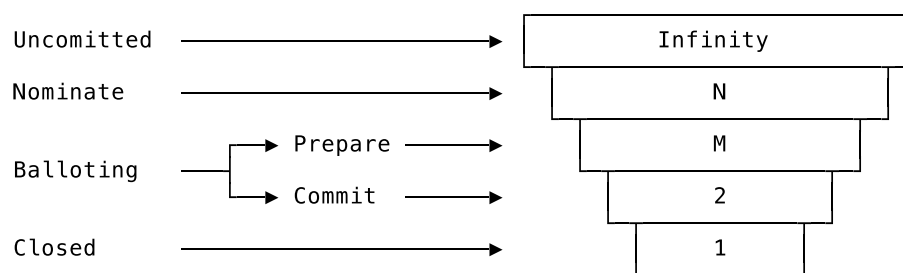 Uncomitted Infinity
Nominate N
Prepare M
Balloting
Commit 2
Closed 1